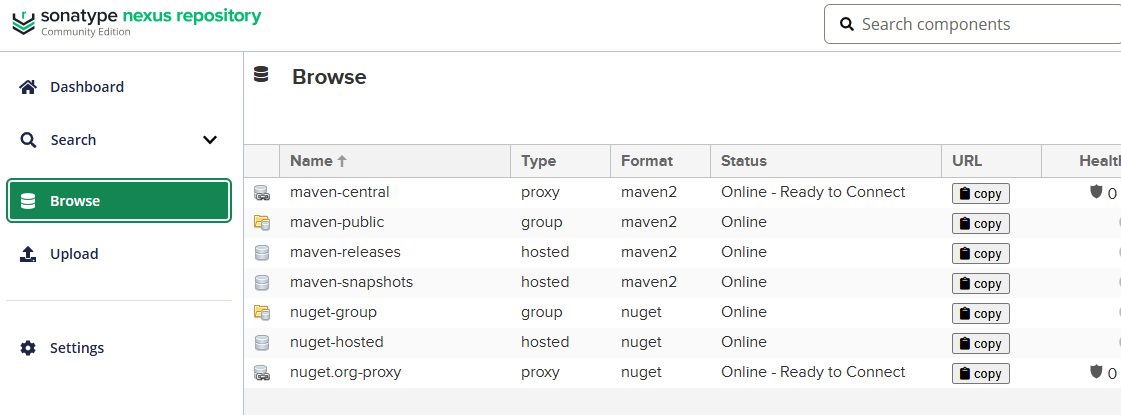 sonatype nexus repository
Community Edition
Search components
Dashboard
Search
Browse
Upload
Settings
Browse
Name Type Format Status URL Health
maven-central proxy maven2 Online - Ready to Connect copy 0
maven-public group maven2 Online copy
maven-releases hosted maven2 Online copy
maven-snapshots hosted maven2 Online copy
nuget-group group nuget Online copy
nuget-hosted hosted nuget Online copy
nuget.org-proxy proxy nuget Online - Ready to Connect copy 0